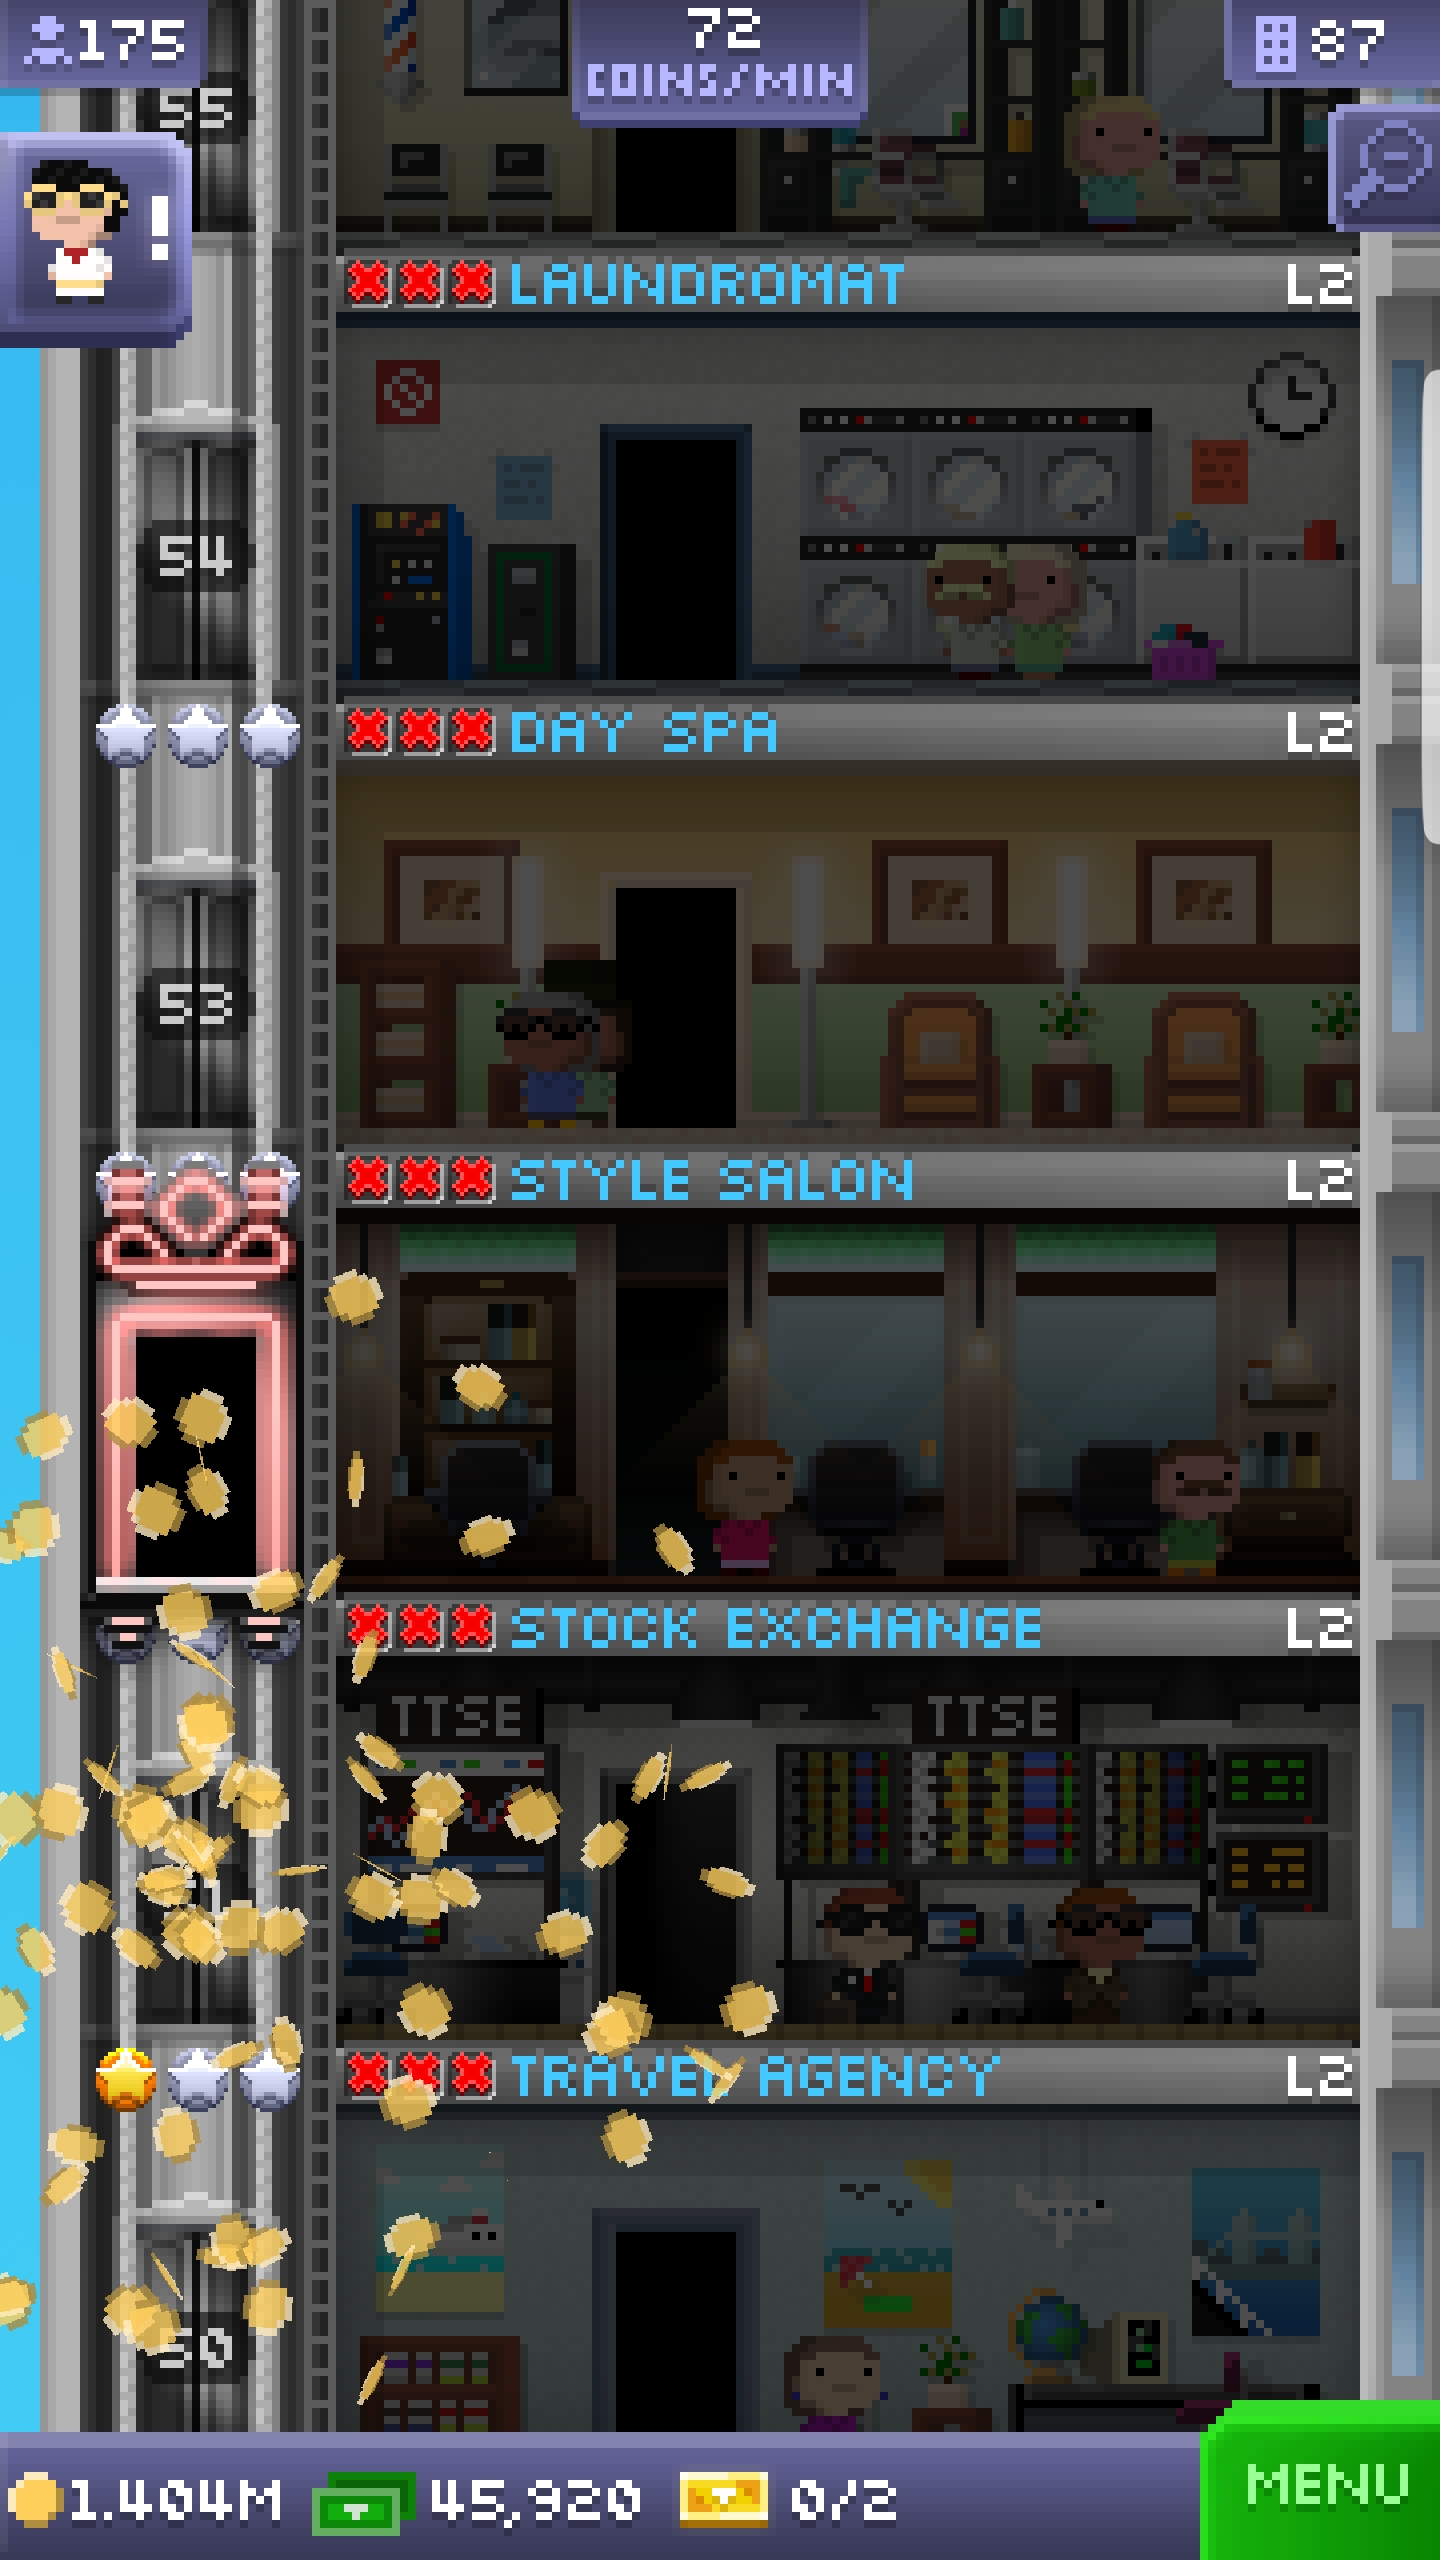 175
72
COINS/MIN
87
55
!
LAUNDROMAT L2
54
DAY SPA L2
53
STYLE SALON L2
STOCK EXCHANGE L2
TTSE TTSE
TRAVEL AGENCY L2
50
1.404M 45,920 0/2 MENU